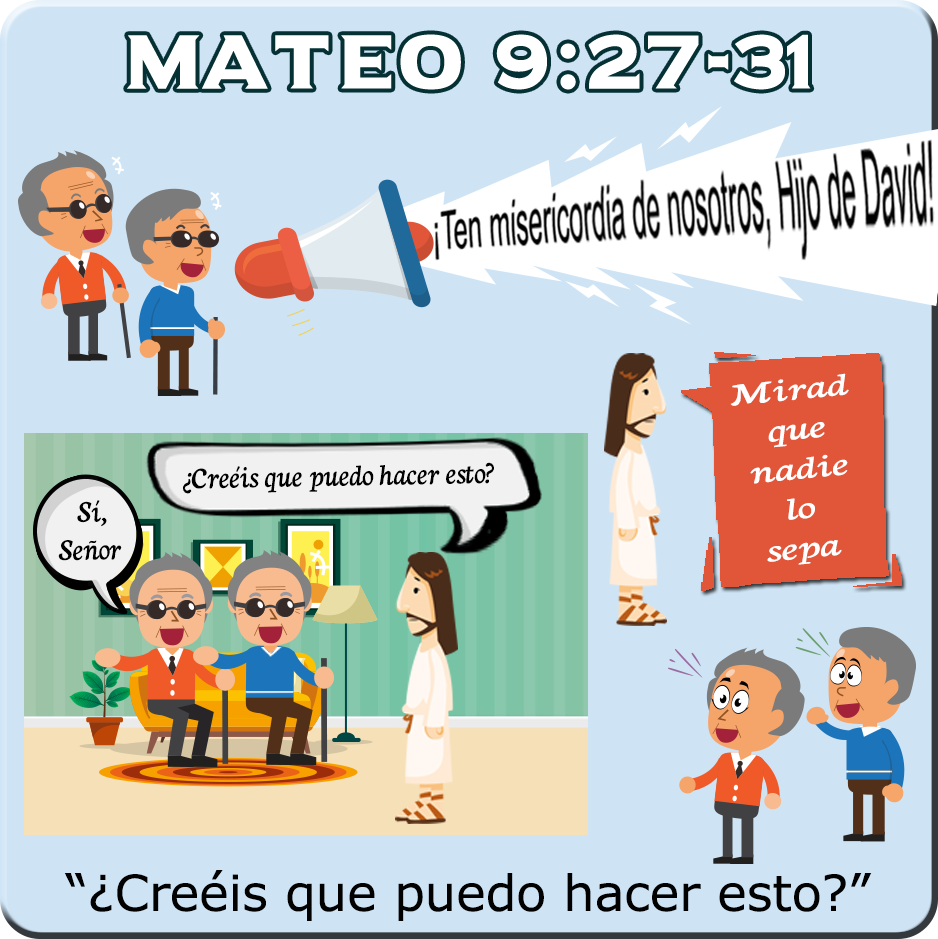 MATEO 9:27-31
¡Ten misericordia de nosotros, Hijo de David!
Mirad
que
nadie
lo
sepa
¿Creéis que puedo hacer esto?
Sí,
Señor
“¿Creéis que puedo hacer esto?”